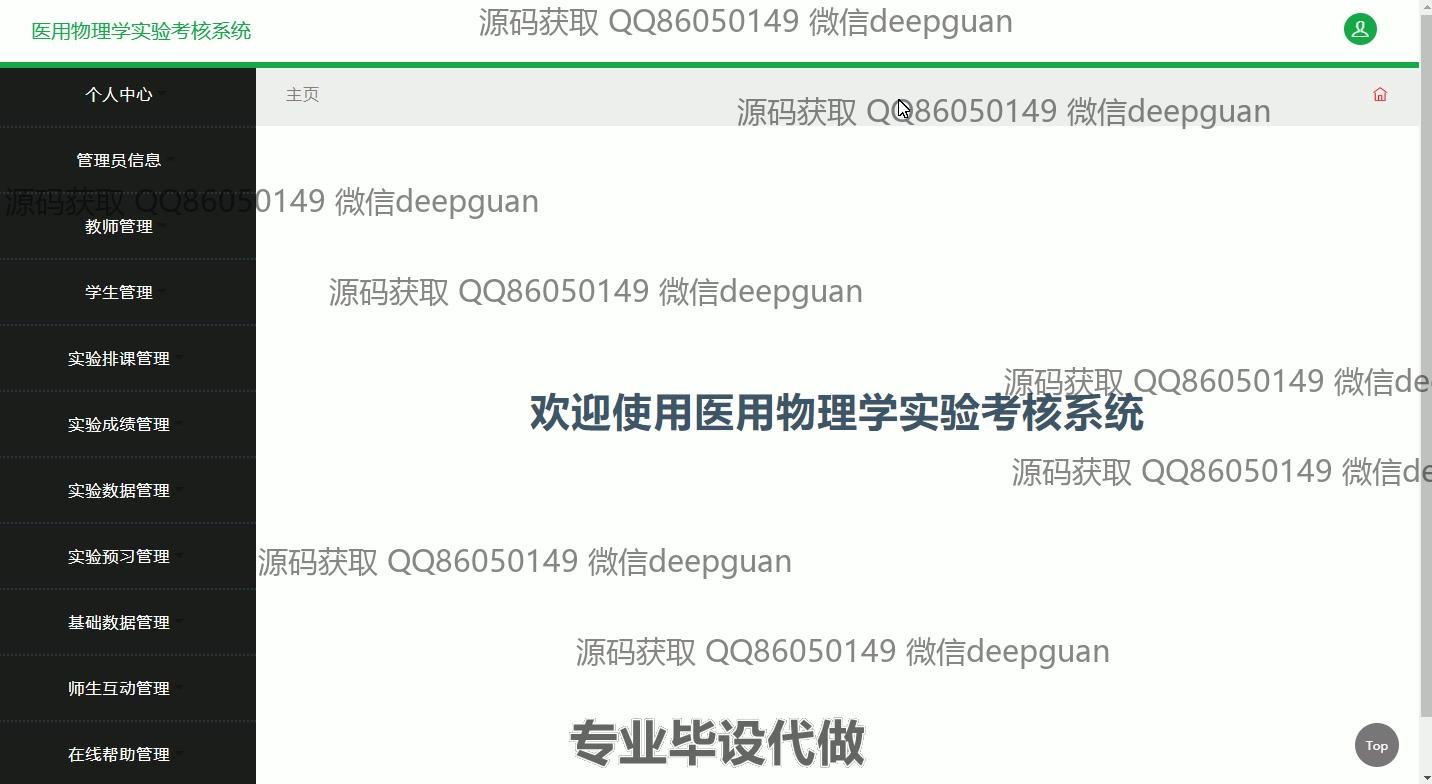 医用物理学实验考核系统
源码获取 QQ86050149 微信deepguan
个人中心
主页
源码获取 QQ86050149 微信deepguan
管理员信息
源码获取 QQ86050149 微信deepguan
教师管理
学生管理
源码获取 QQ86050149 微信deepguan
实验排课管理
源码获取 QQ86050149 微信de
欢迎使用医用物理学实验考核系统
实验成绩管理
源码获取 QQ86050149 微信de
实验数据管理
实验预习管理
源码获取 QQ86050149 微信deepguan
基础数据管理
源码获取 QQ86050149 微信deepguan
师生互动管理
专业毕设代做
Top
在线帮助管理